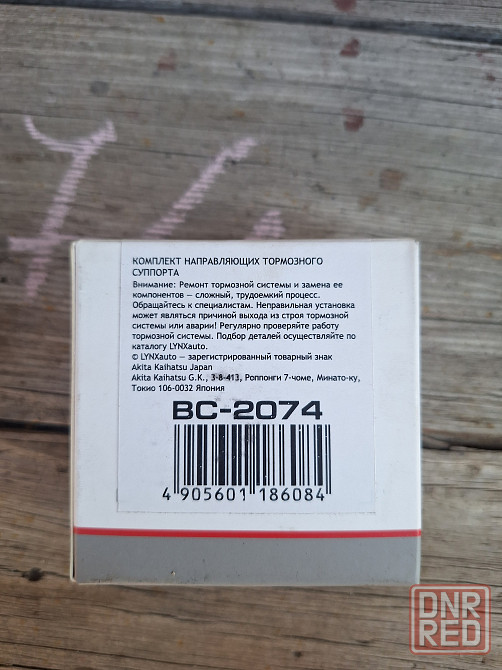 КОМПЛЕКТ НАПРАВЛЯЮЩИХ ТОРМОЗНОГО
СУППОРТА
Внимание: Ремонт тормозной системы и замена ее
компонентов — сложный, трудоемкий процесс.
Обращайтесь к специалистам. Неправильная установка
может являться причиной выхода из строя тормозной
системы или аварии! Регулярно проверяйте работу
тормозной системы. Подбор деталей осуществляйте по
каталогу LYNXauto.
© LYNXauto — зарегистрированный товарный знак
Akita Kaihatsu Japan
Akita Kaihatsu G.K., 3-8-413, Роппонги 7-чоме, Минато-ку,
Токио 106-0032 Япония
BC-2074
4 905601 186084
DNR
RED